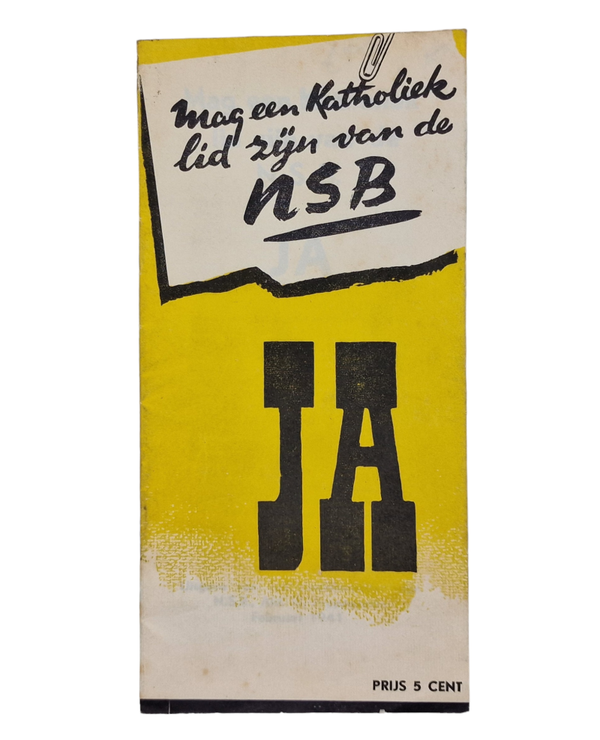 Mag een Katholiek
lid zijn van de
NSB
JA
PRIJS 5 CENT